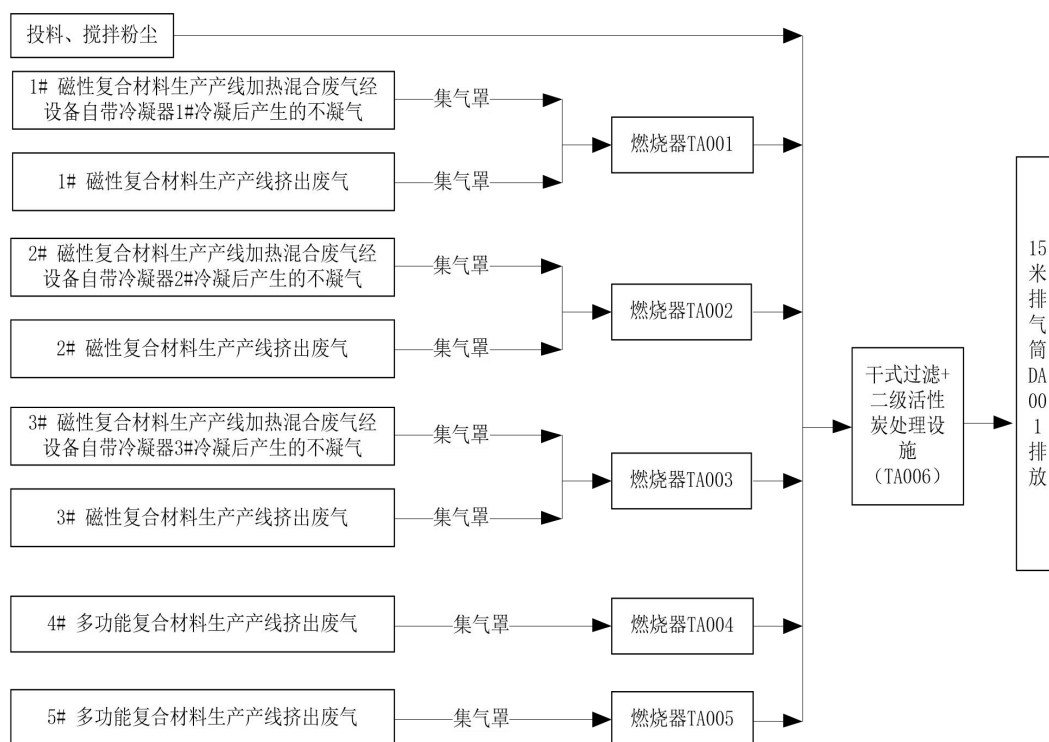 投料、搅拌粉尘
1# 磁性复合材料生产产线加热混合废气经
设备自带冷凝器1#冷凝后产生的不凝气
集气罩
燃烧器TA001
1# 磁性复合材料生产产线挤出废气
集气罩
2# 磁性复合材料生产产线加热混合废气经
设备自带冷凝器2#冷凝后产生的不凝气
集气罩
燃烧器TA002
2# 磁性复合材料生产产线挤出废气
集气罩
3# 磁性复合材料生产产线加热混合废气经
设备自带冷凝器3#冷凝后产生的不凝气
集气罩
燃烧器TA003
3# 磁性复合材料生产产线挤出废气
集气罩
4# 多功能复合材料生产产线挤出废气
集气罩
燃烧器TA004
5# 多功能复合材料生产产线挤出废气
集气罩
燃烧器TA005
干式过滤+
二级活性
炭处理设
施
（TA006）
15
米
排
气
筒
DA
00
1
排
放